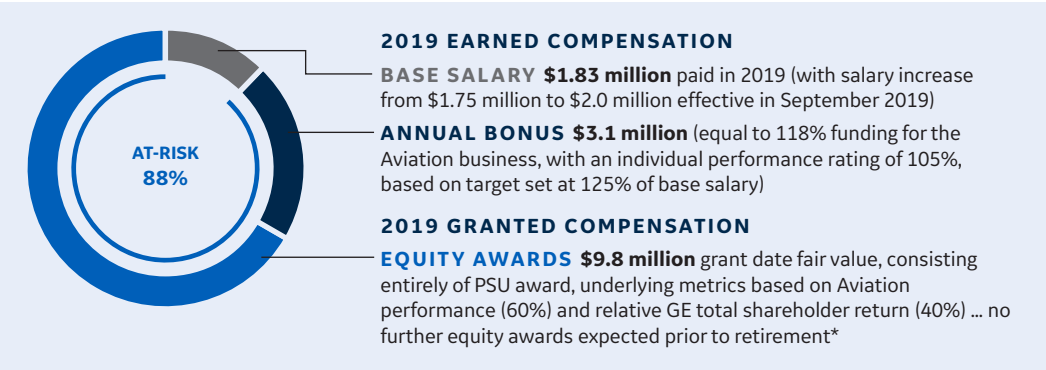 2019 EARNED COMPENSATION
BASE SALARY $1.83 million paid in 2019 (with salary increase
from $1.75 million to $2.0 million effective in September 2019)
ANNUAL BONUS $3.1 million (equal to 118% funding for the
Aviation business, with an individual performance rating of 105%,
based on target set at 125% of base salary)
AT-RISK
88%
2019 GRANTED COMPENSATION
EQUITY AWARDS $9.8 million grant date fair value, consisting
entirely of PSU award, underlying metrics based on Aviation
performance (60%) and relative GE total shareholder return (40%) ... no
further equity awards expected prior to retirement*